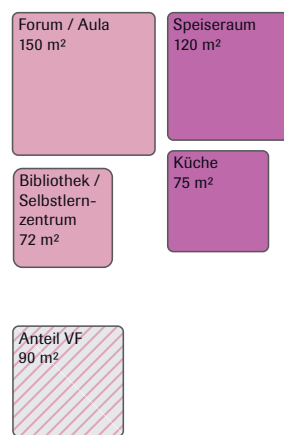 Forum / Aula
150 m²
Speiseraum
120 m²
Bibliothek /
Selbstlern-
zentrum
72 m²
Küche
75 m²
Anteil VF
90 m²